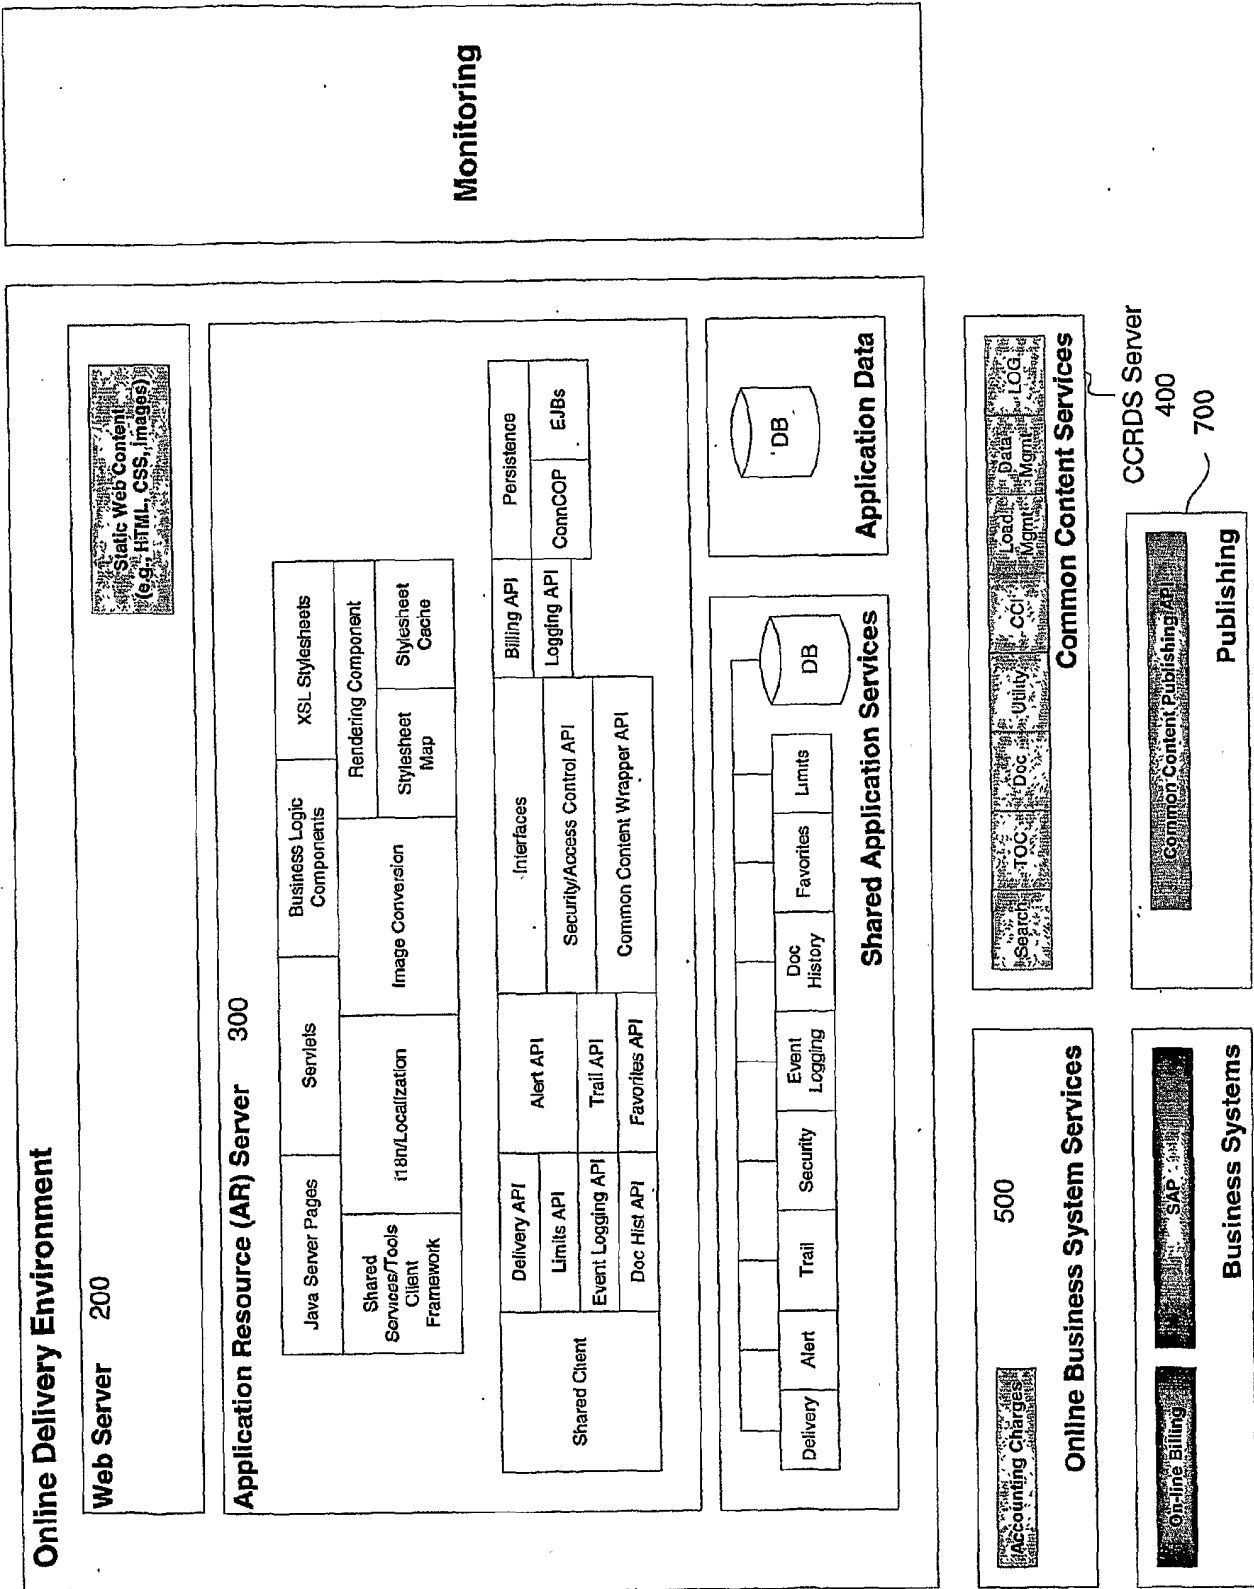 Online Delivery Environment
Web Server 200
Static Web Content
(e.g., HTML, CSS, Images)
Application Resource (AR) Server 300
Java Server Pages
Servlets
Business Logic
Components
XSL Stylesheets
Shared
Services/Tools
Client
Framework
i18n/Localization
Image Conversion
Rendering Component
Stylesheet
Map
Stylesheet
Cache
Shared Client
Delivery API
Limits API
Event Logging API
Doc Hist API
Alert API
Trail API
Favorites API
Interfaces
Security/Access Control API
Common Content Wrapper API
Billing API
Logging API
Persistence
ConnCOP
EJBs
Delivery
Alert
Trail
Security
Event
Logging
Doc
History
Favorites
Limits
DB
Shared Application Services
DB
Application Data
Monitoring
Accounting Charges
500
Online Business System Services
Search
TOC
Doc
Utility
CCI
Load
Mgmt
Data
Mgmt
LOG
Common Content Services
CCRDS Server
400
On-line Billing
SAP
Business Systems
Common Content Publishing API
Publishing
700